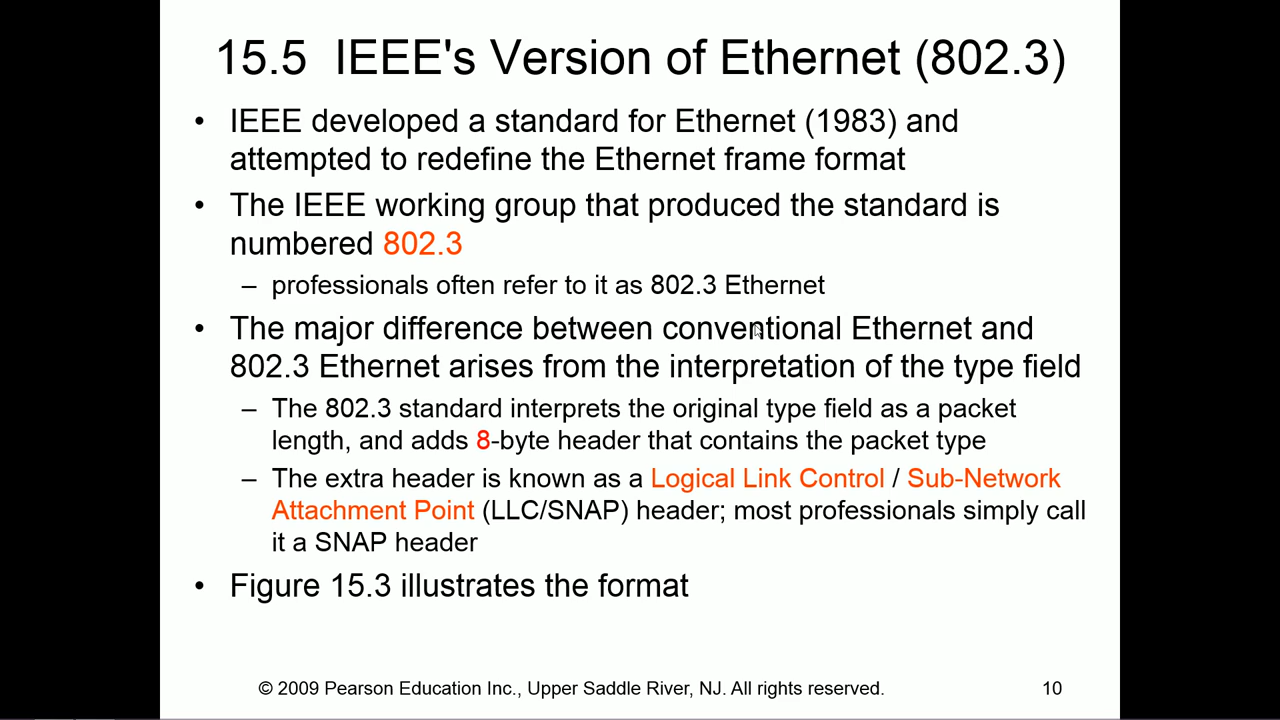 15.5 IEEE's Version of Ethernet (802.3)
• IEEE developed a standard for Ethernet (1983) and
attempted to redefine the Ethernet frame format
• The IEEE working group that produced the standard is
numbered 802.3
– professionals often refer to it as 802.3 Ethernet
• The major difference between conventional Ethernet and
802.3 Ethernet arises from the interpretation of the type field
– The 802.3 standard interprets the original type field as a packet
length, and adds 8-byte header that contains the packet type
– The extra header is known as a Logical Link Control / Sub-Network
Attachment Point (LLC/SNAP) header; most professionals simply call
it a SNAP header
• Figure 15.3 illustrates the format
© 2009 Pearson Education Inc., Upper Saddle River, NJ. All rights reserved.
10